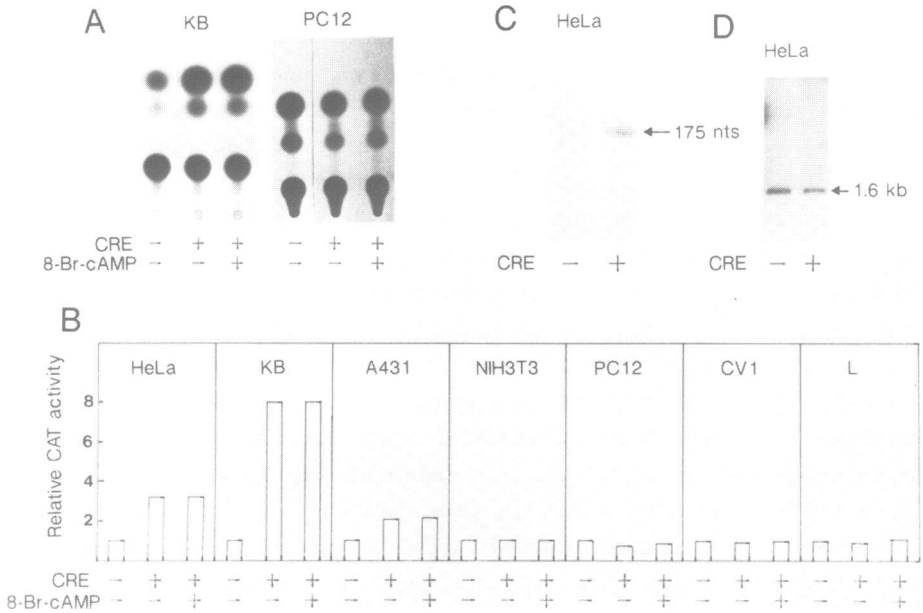 A
KB
PC12
CRE − + + − + +
8-Br-cAMP − − + − − +
C
HeLa
← 175 nts
CRE − +
D
HeLa
← 1.6 kb
CRE − +
B
Relative CAT activity
8
6
4
2
HeLa
KB
A431
NIH3T3
PC12
CV1
L
CRE − + + − + + − + + − + + − + + − + + − + +
8-Br-cAMP − − + − − + − − + − − + − − + − − + − − +